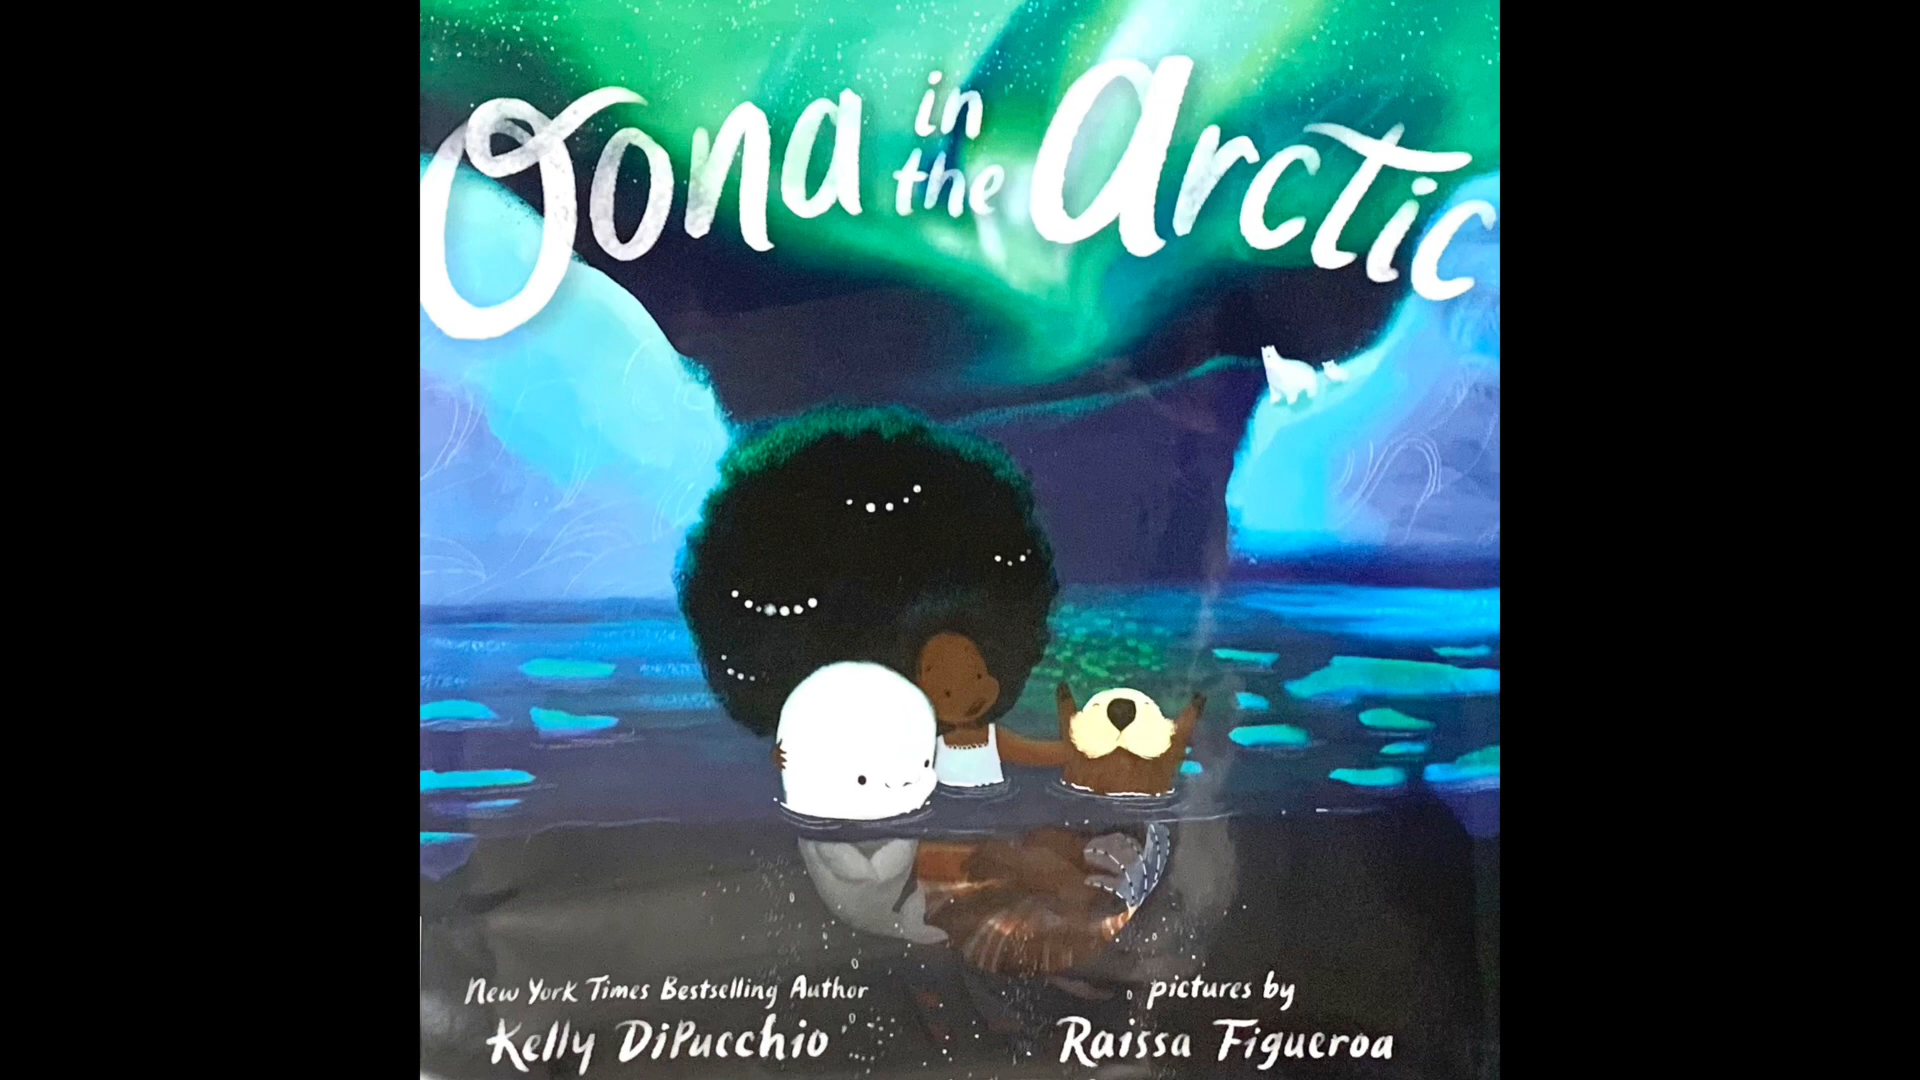 Oona in the Arctic
New York Times Bestselling Author
Kelly DiPucchio
pictures by
Raissa Figueroa